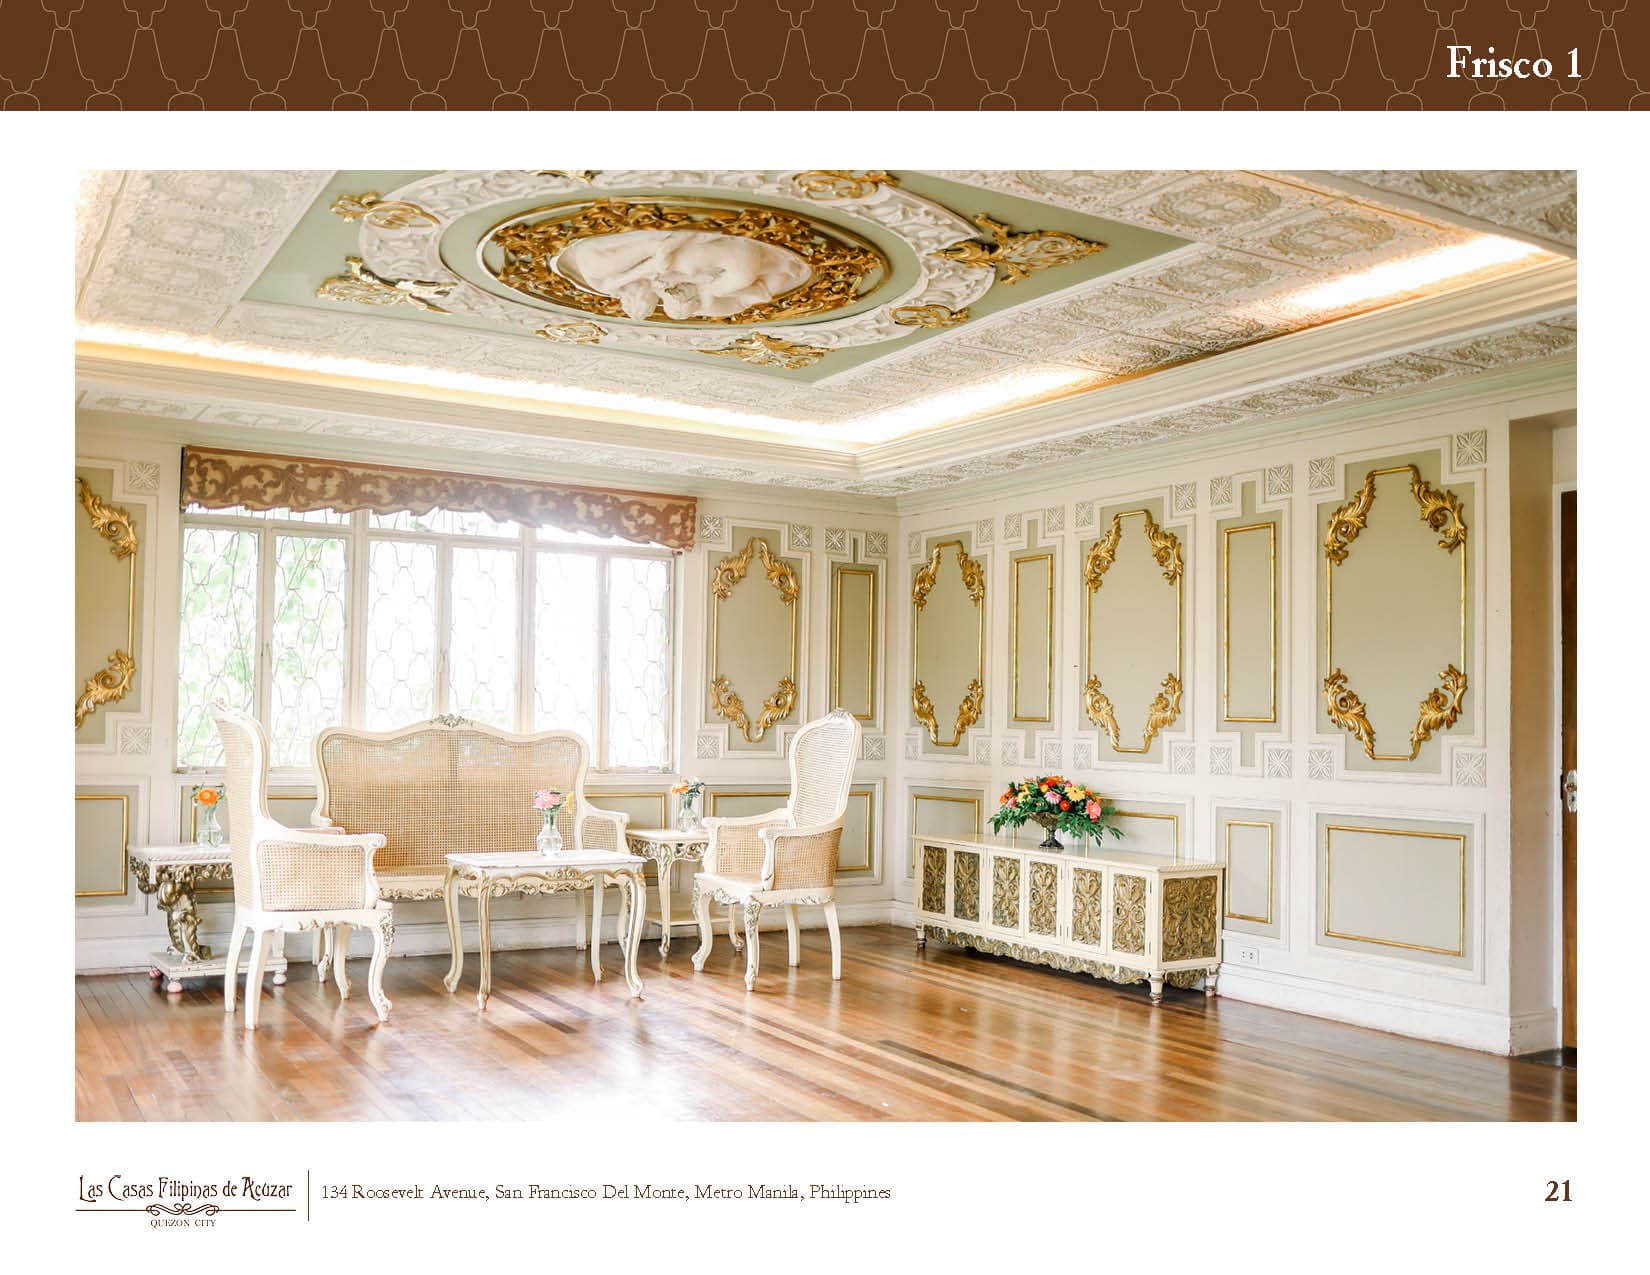 Frisco 1
Las Casas Filipinas de Acuzar
QUEZON CITY
134 Roosevelt Avenue, San Francisco Del Monte, Metro Manila, Philippines
21